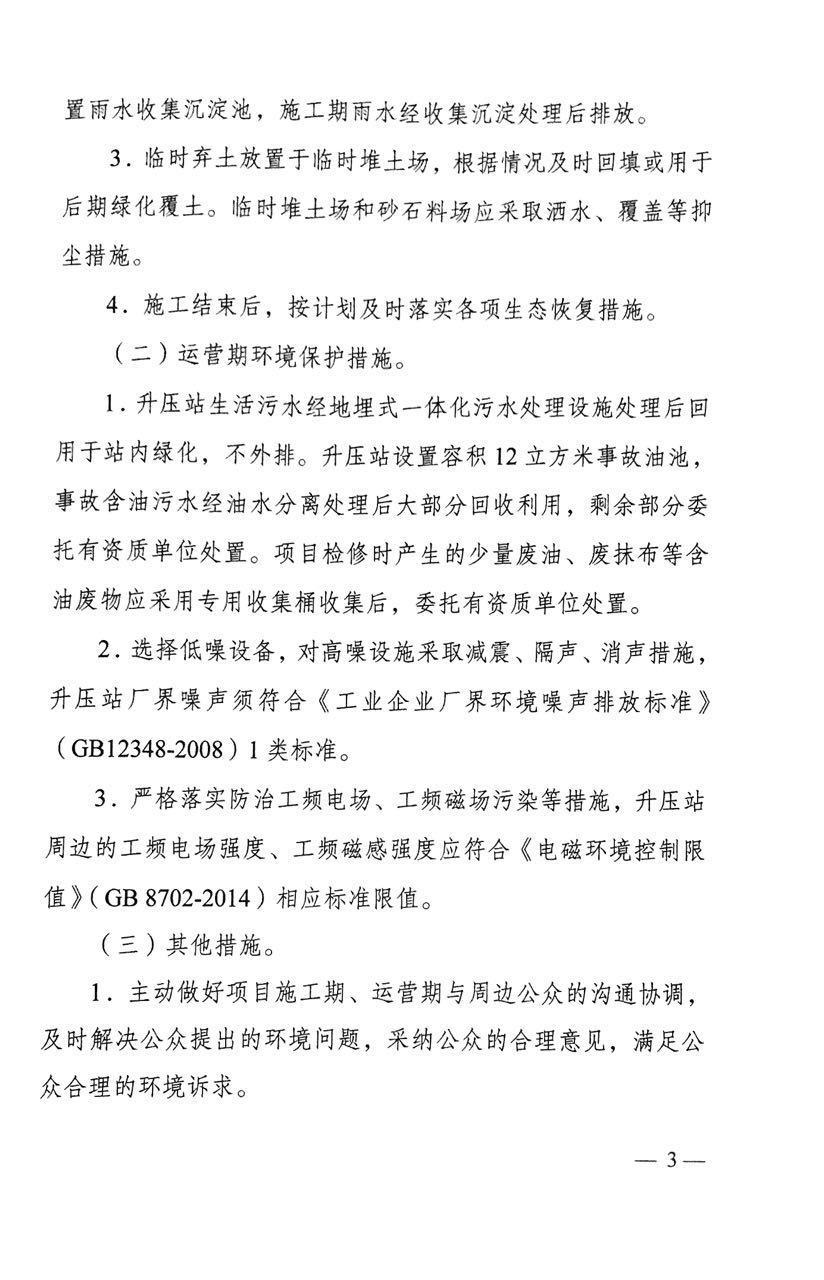 置雨水收集沉淀池，施工期雨水经收集沉淀处理后排放。
3. 临时弃土放置于临时堆土场，根据情况及时回填或用于
后期绿化覆土。临时堆土场和砂石料场应采取洒水、覆盖等抑
尘措施。
4. 施工结束后，按计划及时落实各项生态恢复措施。
（二）运营期环境保护措施。
1. 升压站生活污水经地埋式一体化污水处理设施处理后回
用于站内绿化，不外排。升压站设置容积 12 立方米事故油池，
事故含油污水经油水分离处理后大部分回收利用，剩余部分委
托有资质单位处置。项目检修时产生的少量废油、废抹布等含
油废物应采用专用收集桶收集后，委托有资质单位处置。
2. 选择低噪设备，对高噪设施采取减震、隔声、消声措施，
升压站厂界噪声须符合《工业企业厂界环境噪声排放标准》
（GB12348-2008）1 类标准。
3. 严格落实防治工频电场、工频磁场污染等措施，升压站
周边的工频电场强度、工频磁感强度应符合《电磁环境控制限
值》（GB 8702-2014）相应标准限值。
（三）其他措施。
1. 主动做好项目施工期、运营期与周边公众的沟通协调，
及时解决公众提出的环境问题，采纳公众的合理意见，满足公
众合理的环境诉求。
— 3 —